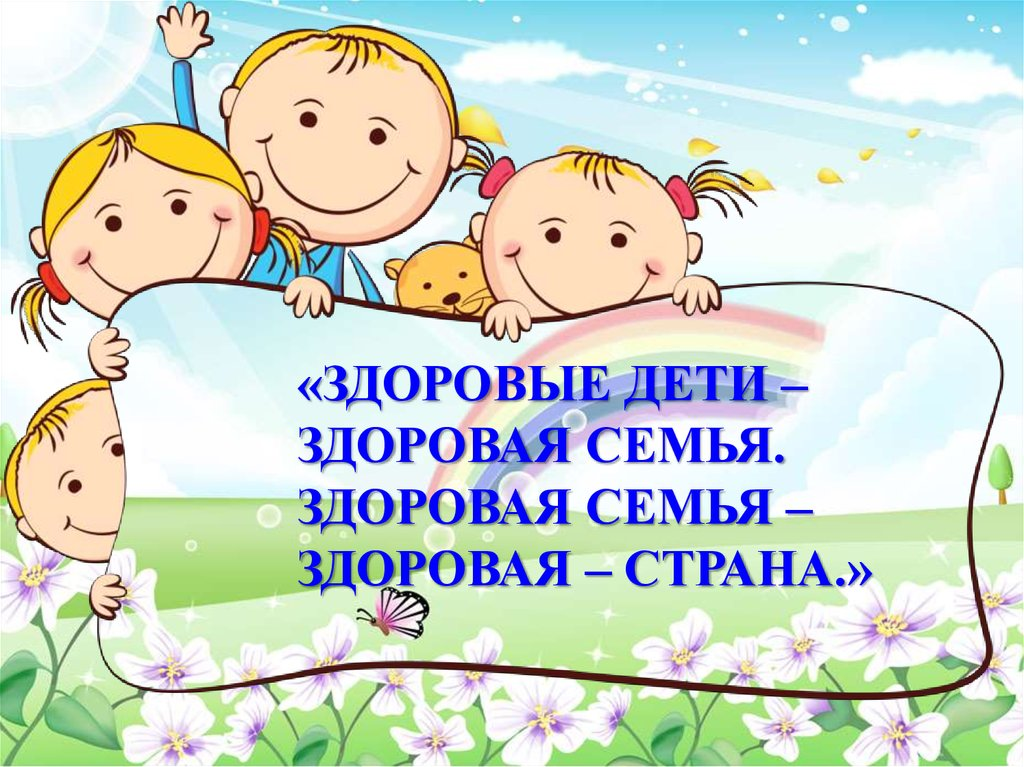 «ЗДОРОВЫЕ ДЕТИ –
ЗДОРОВАЯ СЕМЬЯ.
ЗДОРОВАЯ СЕМЬЯ –
ЗДОРОВАЯ – СТРАНА.»